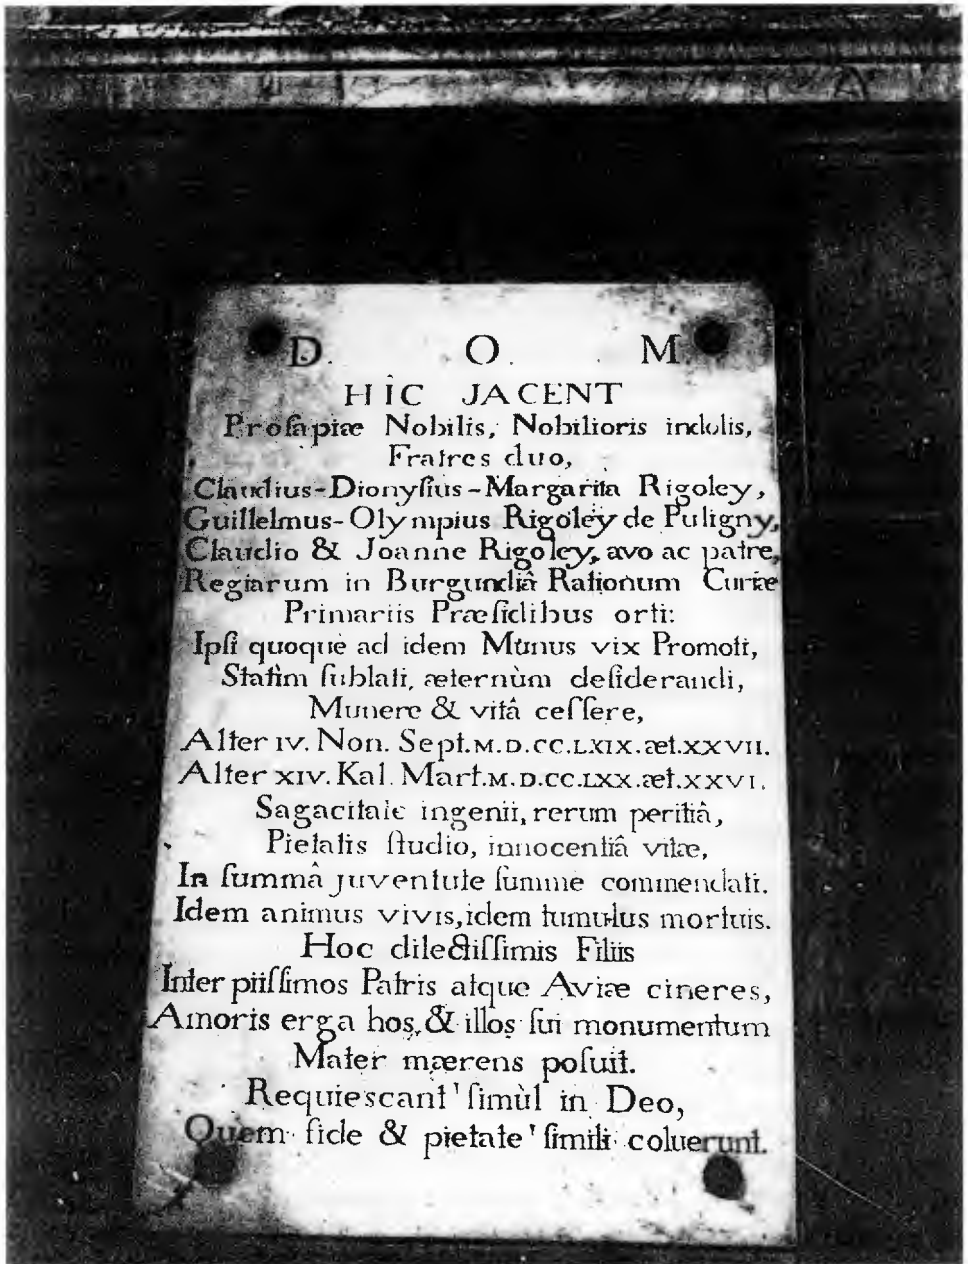 D. O. M.
HÎC JACENT
Proſapiæ Nobilis, Nobilioris indolis,
Fratres duo,
Claudius-Dionyſius-Margarita Rigoley,
Guillelmus-Olympius Rigoley de Puligny,
Claudio & Joanne Rigoley, avo ac patre,
Regiarum in Burgundiâ Rationum Curiæ
Primariis Præſidibus orti:
Ipſi quoque ad idem Munus vix Promoti,
Statìm ſublati, æternùm deſiderandi,
Munere & vitâ ceſſere,
Alter IV. Non. Sept. M.D.CC.LXIX. æt. XXVII.
Alter XIV. Kal. Mart. M.D.CC.LXX. æt. XXVI.
Sagacitate ingenii, rerum peritiâ,
Pietatis ſtudio, innocentiâ vitæ,
In ſummâ juventute ſumme commendati.
Idem animus vivis, idem tumulus mortuis.
Hoc dilectiſſimis Filiis
Inter piiſſimos Patris atque Aviæ cineres,
Amoris erga hos, & illos ſui monumentum
Mater mærens poſuit.
Requieſcant ſimùl in Deo,
Quem fide & pietate ſimili coluerunt.